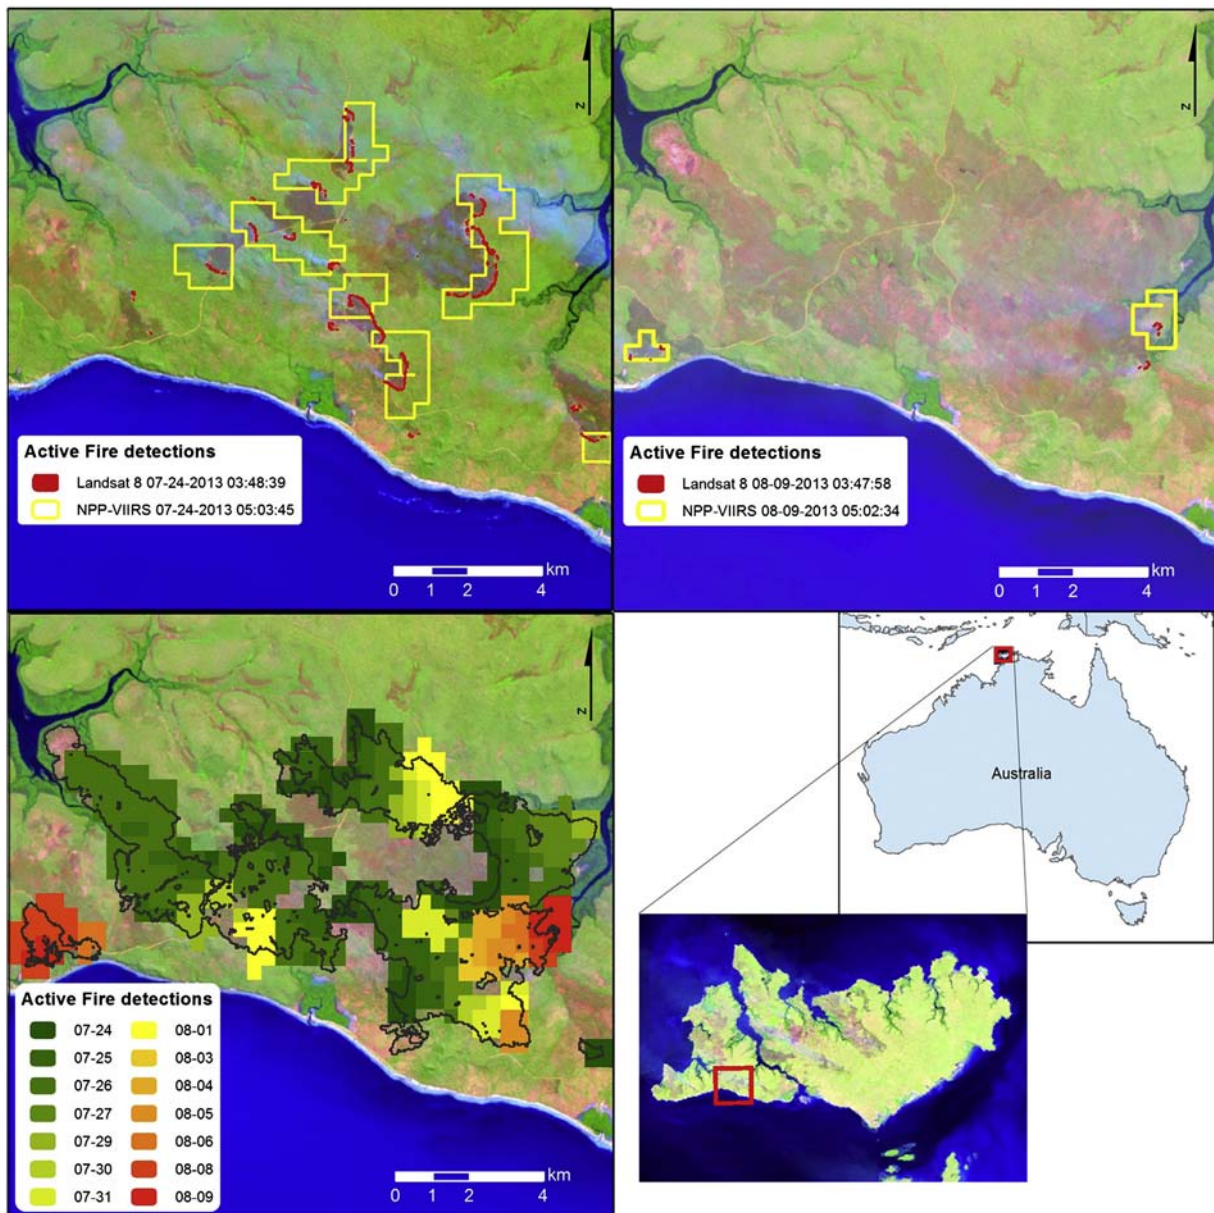 z
Active Fire detections
Landsat 8 07-24-2013 03:48:39
NPP-VIIRS 07-24-2013 05:03:45
km
0 1 2 4
z
Active Fire detections
Landsat 8 08-09-2013 03:47:58
NPP-VIIRS 08-09-2013 05:02:34
km
0 1 2 4
z
Active Fire detections
07-24 08-01
07-25 08-03
07-26 08-04
07-27 08-05
07-29 08-06
07-30 08-08
07-31 08-09
km
0 1 2 4
Australia